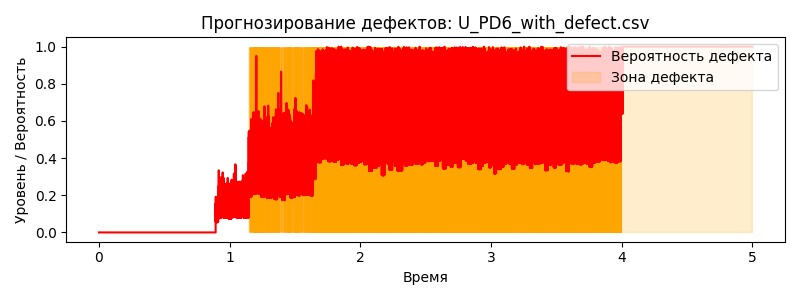 Прогнозирование дефектов: U_PD6_with_defect.csv
Уровень / Вероятность
1.0
0.8
0.6
0.4
0.2
0.0
Вероятность дефекта
Зона дефекта
0 1 2 3 4 5
Время